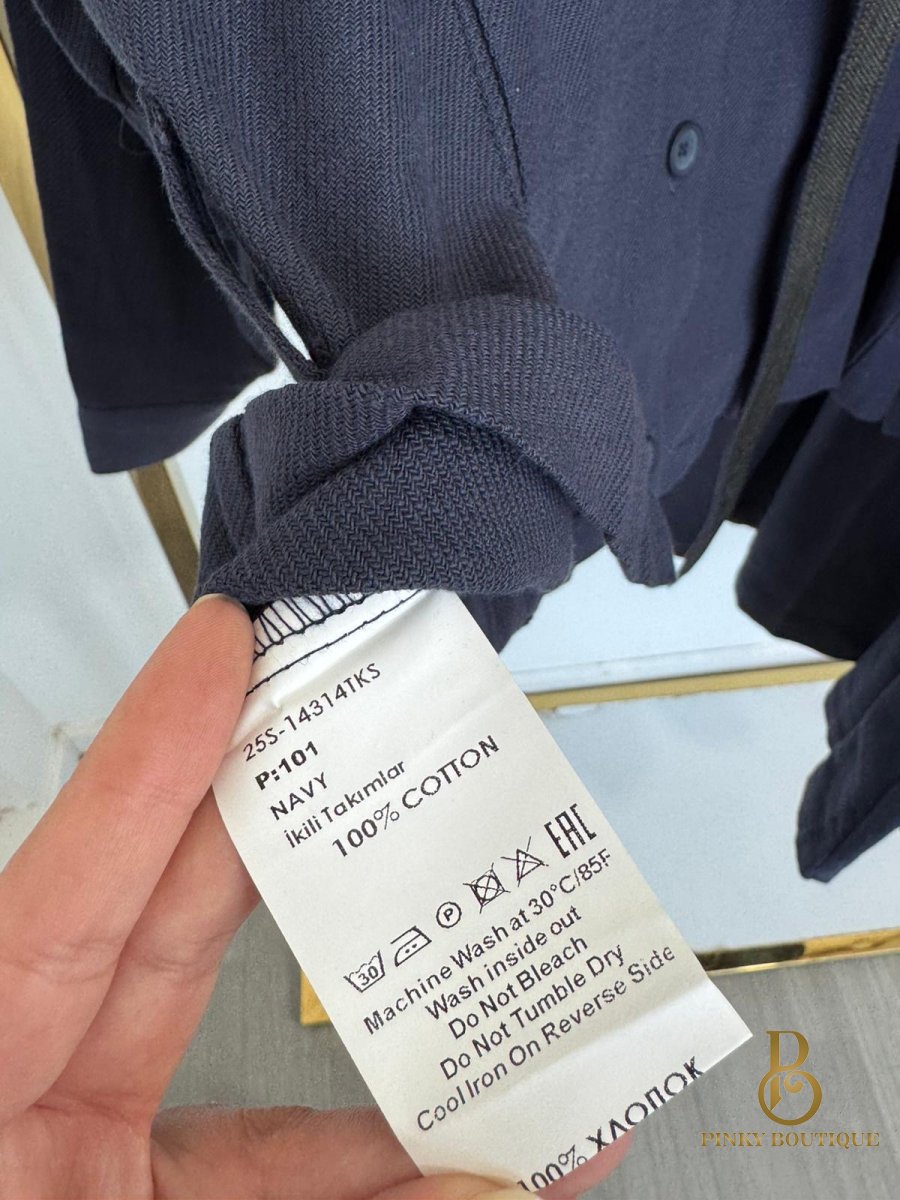 25S-14314TKS
P:101
NAVY
İkili Takımlar
100% COTTON
30 P EAC
Machine Wash at 30°C/85F
Wash inside out
Do Not Bleach
Do Not Tumble Dry
Cool Iron On Reverse Side
100% ХЛОПОК
PINKY BOUTIQUE